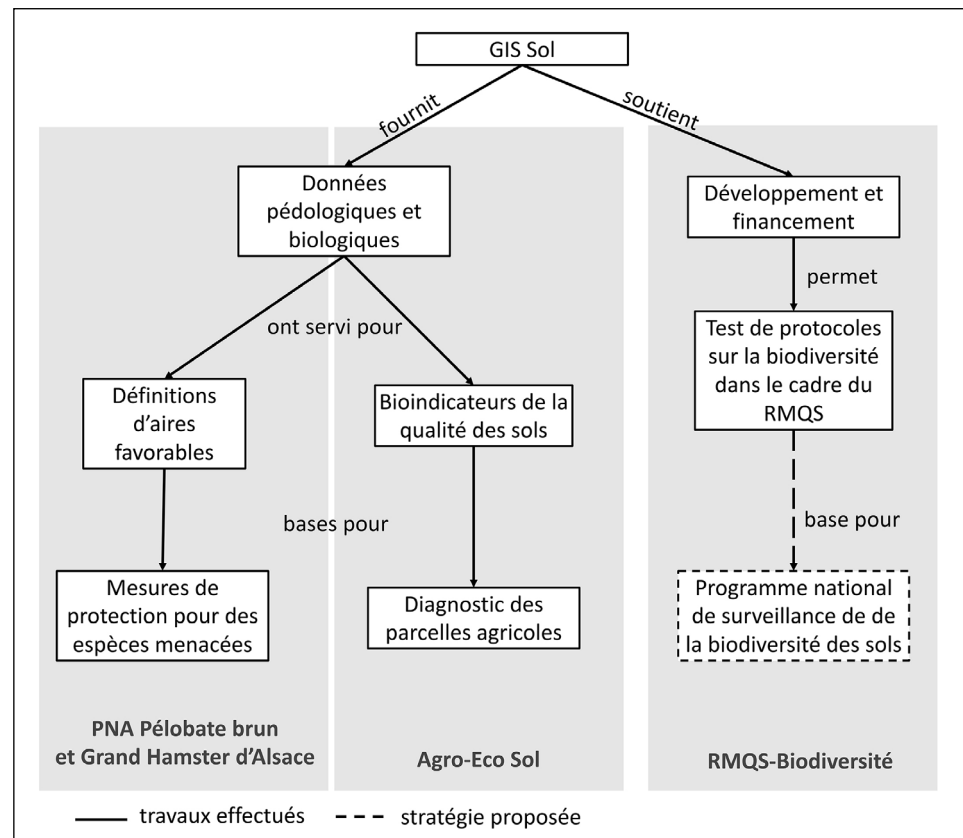 GIS Sol
fournit
soutient
Données
pédologiques et
biologiques
Développement et
financement
permet
ont servi pour
Test de protocoles
sur la biodiversité
dans le cadre du
RMQS
Définitions
d'aires
favorables
Bioindicateurs de la
qualité des sols
bases pour
base pour
Mesures de
protection pour des
espèces menacées
Diagnostic des
parcelles agricoles
Programme national
de surveillance de de
la biodiversité des sols
PNA Pélobate brun
et Grand Hamster d'Alsace
Agro-Eco Sol
RMQS-Biodiversité
travaux effectués
stratégie proposée